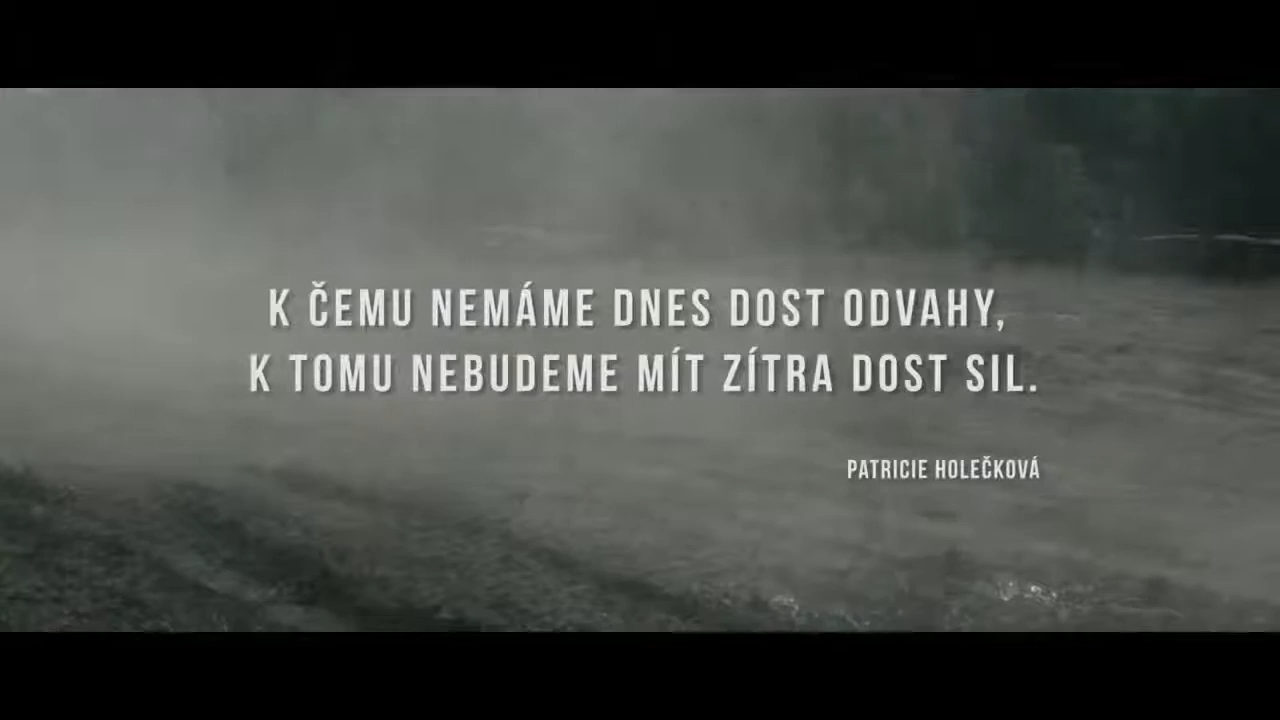 K ČEMU NEMÁME DNES DOST ODVAHY,
K TOMU NEBUDEME MÍT ZÍTRA DOST SIL.
PATRICIE HOLEČKOVÁ